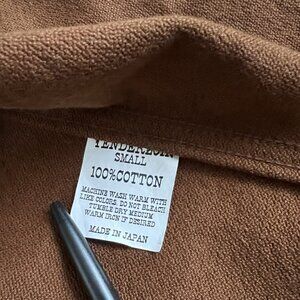 TENDERLOIN
SMALL
100%COTTON
MACHINE WASH WARM WITH
LIKE COLORS. DO NOT BLEACH
TUMBLE DRY MEDIUM
WARM IRON IF DESIRED
MADE IN JAPAN